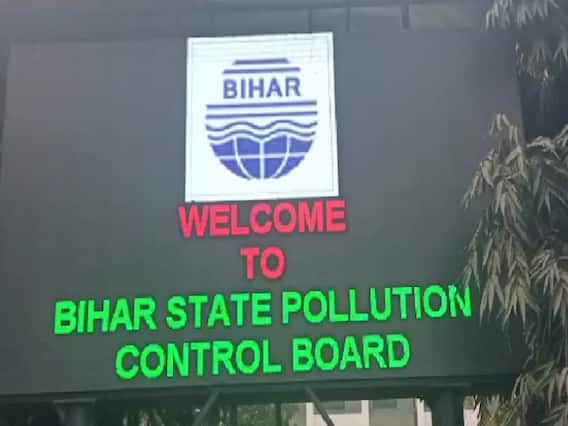 BIHAR
WELCOME
TO
BIHAR STATE POLLUTION
CONTROL BOARD